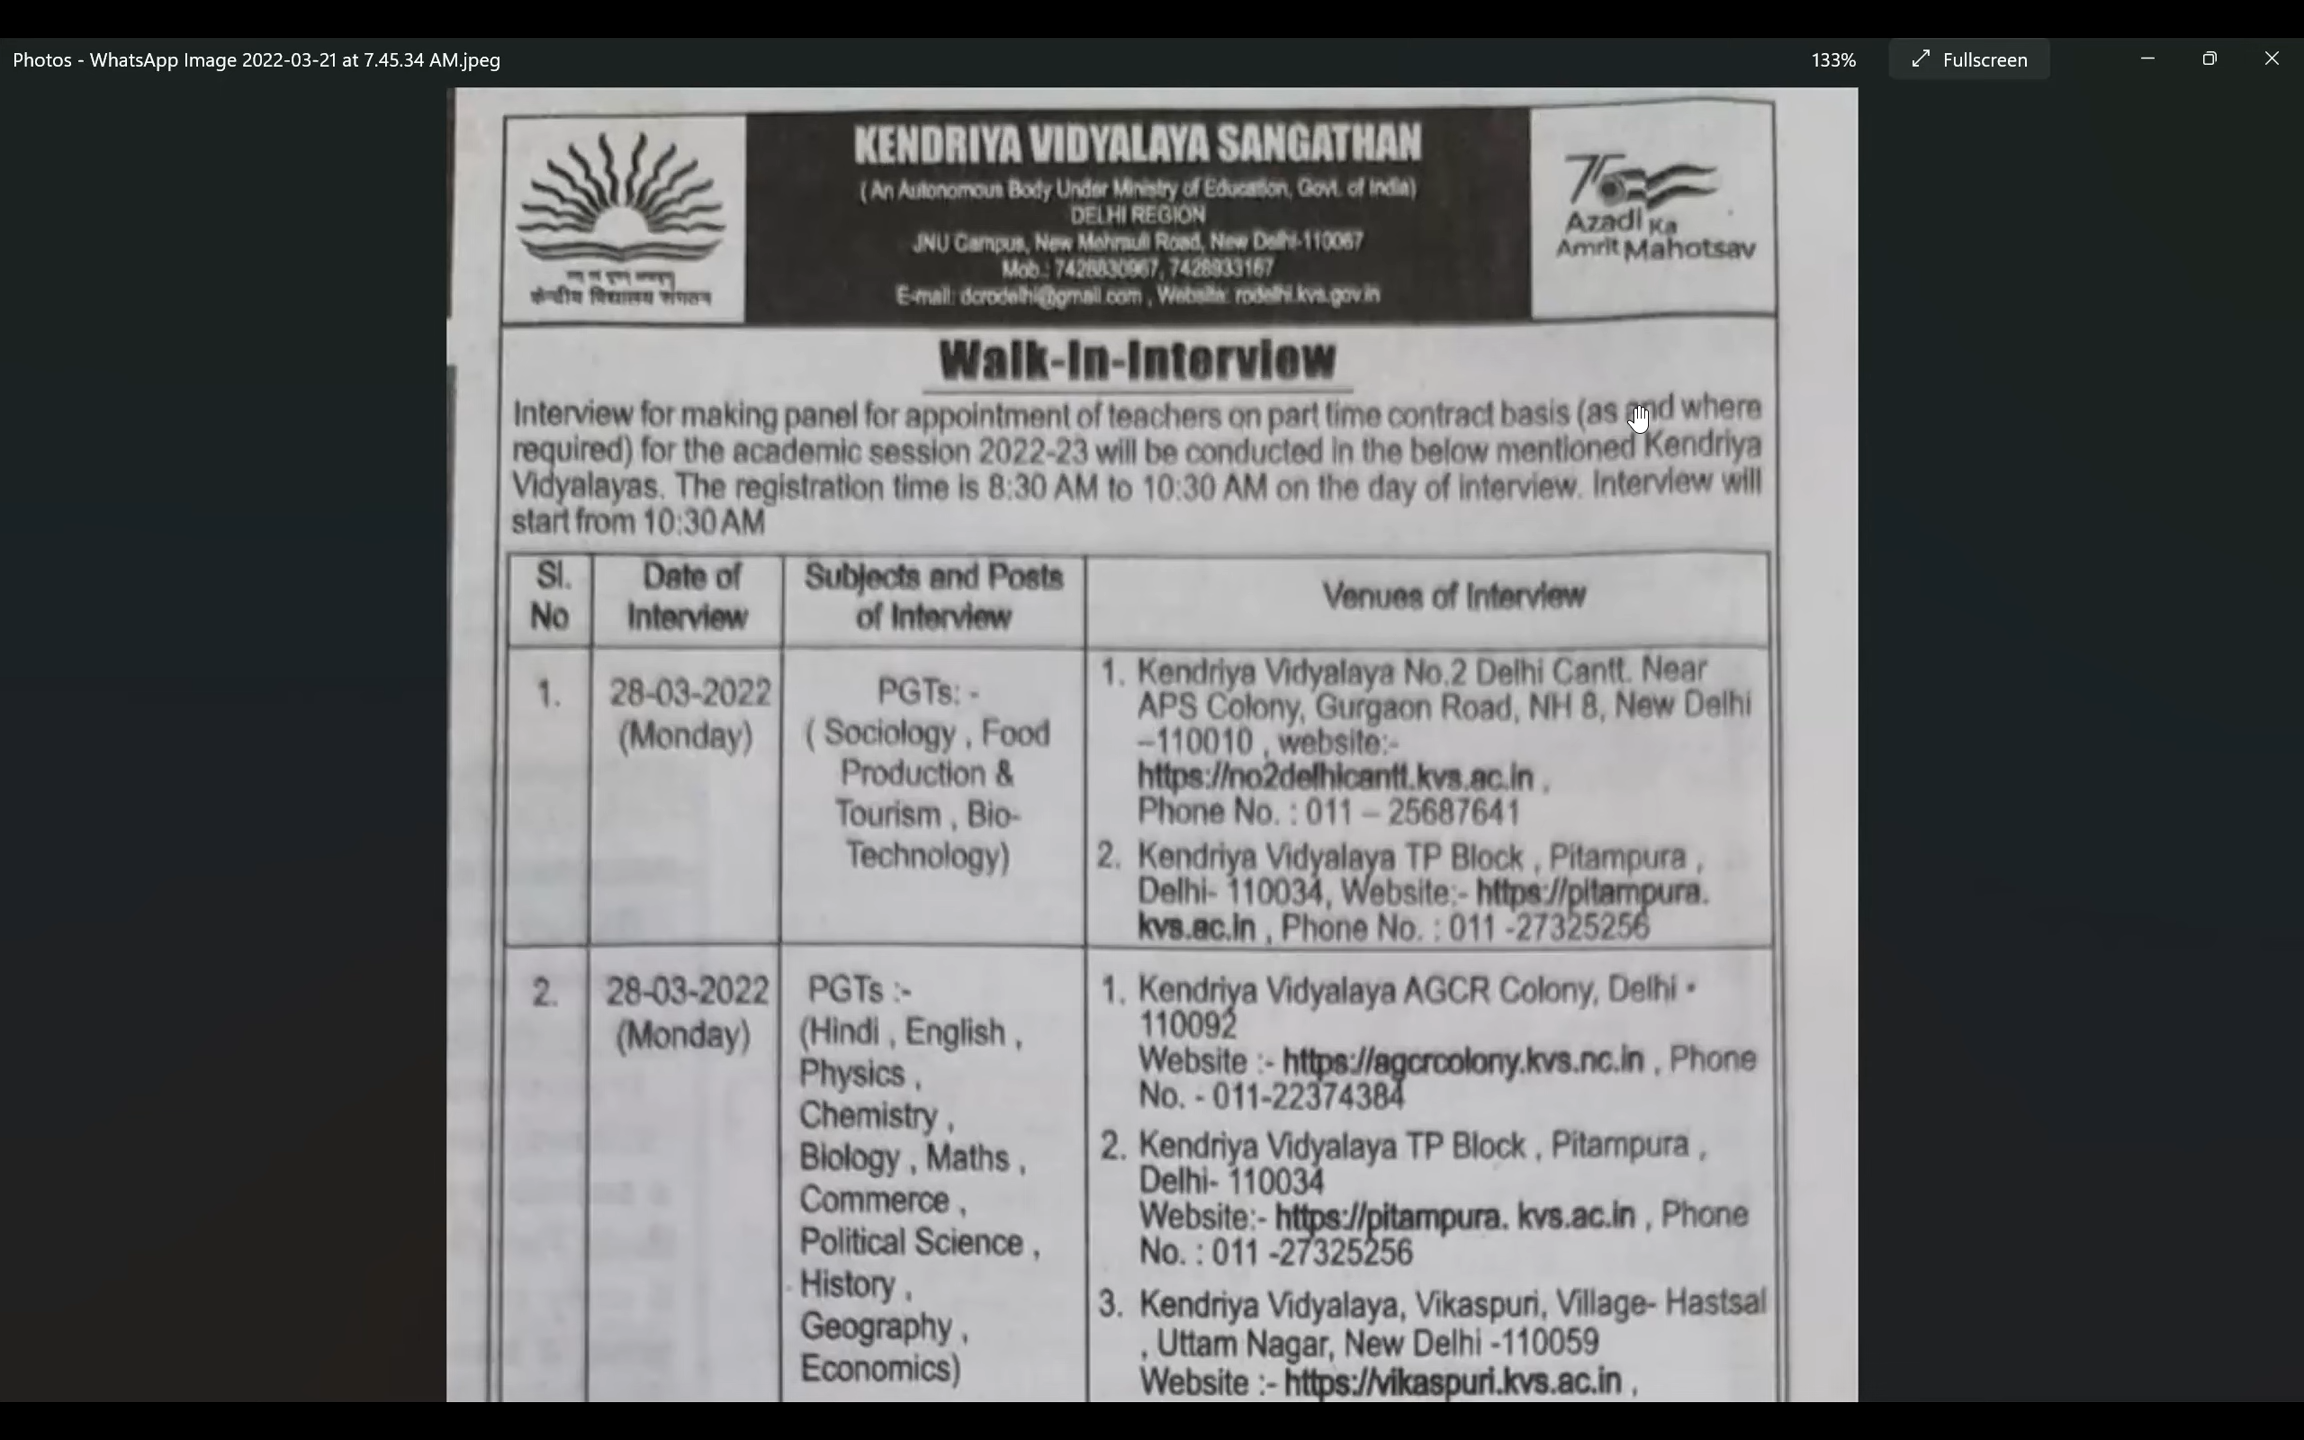 Photos - WhatsApp Image 2022-03-21 at 7.45.34 AM.jpeg
133%
Fullscreen
KENDRIYA VIDYALAYA SANGATHAN
(An Autonomous Body Under Ministry of Education, Govt. of India)
DELHI REGION
JNU Campus, New Mehrauli Road, New Delhi-110067
Mob.: 7428830967, 7428933167
E-mail: dcrodelhi@gmail.com , Website: rodelhi.kvs.gov.in
केन्द्रीय विद्यालय संगठन
75
Azadi Ka
Amrit Mahotsav
Walk-In-Interview
Interview for making panel for appointment of teachers on part time contract basis (as and where
required) for the academic session 2022-23 will be conducted in the below mentioned Kendriya
Vidyalayas. The registration time is 8:30 AM to 10:30 AM on the day of interview. Interview will
start from 10:30 AM
Sl.
No
Date of
Interview
Subjects and Posts
of Interview
Venues of Interview
1.
28-03-2022
(Monday)
PGTs: -
( Sociology , Food
Production &
Tourism , Bio-
Technology)
1. Kendriya Vidyalaya No.2 Delhi Cantt. Near
APS Colony, Gurgaon Road, NH 8, New Delhi
–110010 , website:-
https://no2delhicantt.kvs.ac.in ,
Phone No. : 011 – 25687641
2. Kendriya Vidyalaya TP Block , Pitampura ,
Delhi- 110034, Website:- https://pitampura.
kvs.ac.in , Phone No. : 011 -27325256
2.
28-03-2022
(Monday)
PGTs :-
(Hindi , English ,
Physics ,
Chemistry ,
Biology , Maths ,
Commerce ,
Political Science ,
History ,
Geography ,
Economics)
1. Kendriya Vidyalaya AGCR Colony, Delhi -
110092
Website :- https://agcrcolony.kvs.nc.in , Phone
No. - 011-22374384
2. Kendriya Vidyalaya TP Block , Pitampura ,
Delhi- 110034
Website:- https://pitampura. kvs.ac.in , Phone
No. : 011 -27325256
3. Kendriya Vidyalaya, Vikaspuri, Village- Hastsal
, Uttam Nagar, New Delhi -110059
Website :- https://vikaspuri.kvs.ac.in ,